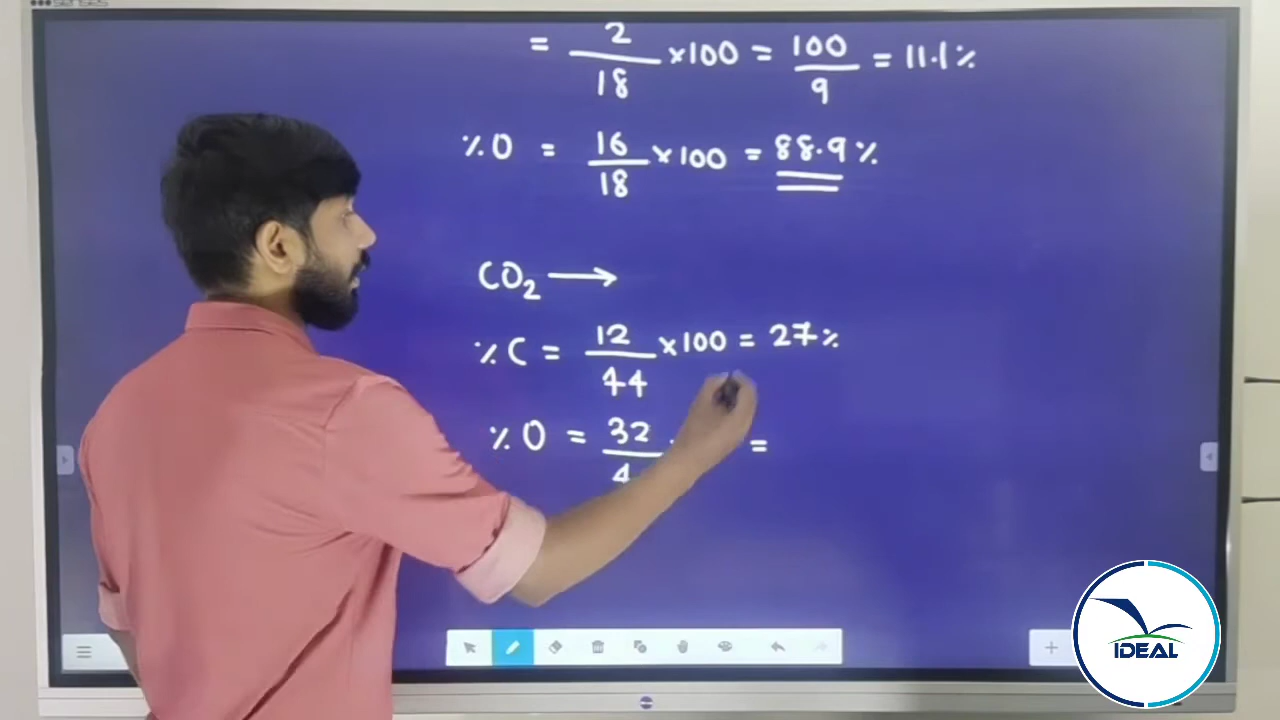 = 2/18 ×100 = 100/9 = 11.1%
%O = 16/18 ×100 = 88.9%
CO₂ →
%C = 12/44 ×100 = 27%
%O = 32/4 =
IDEAL